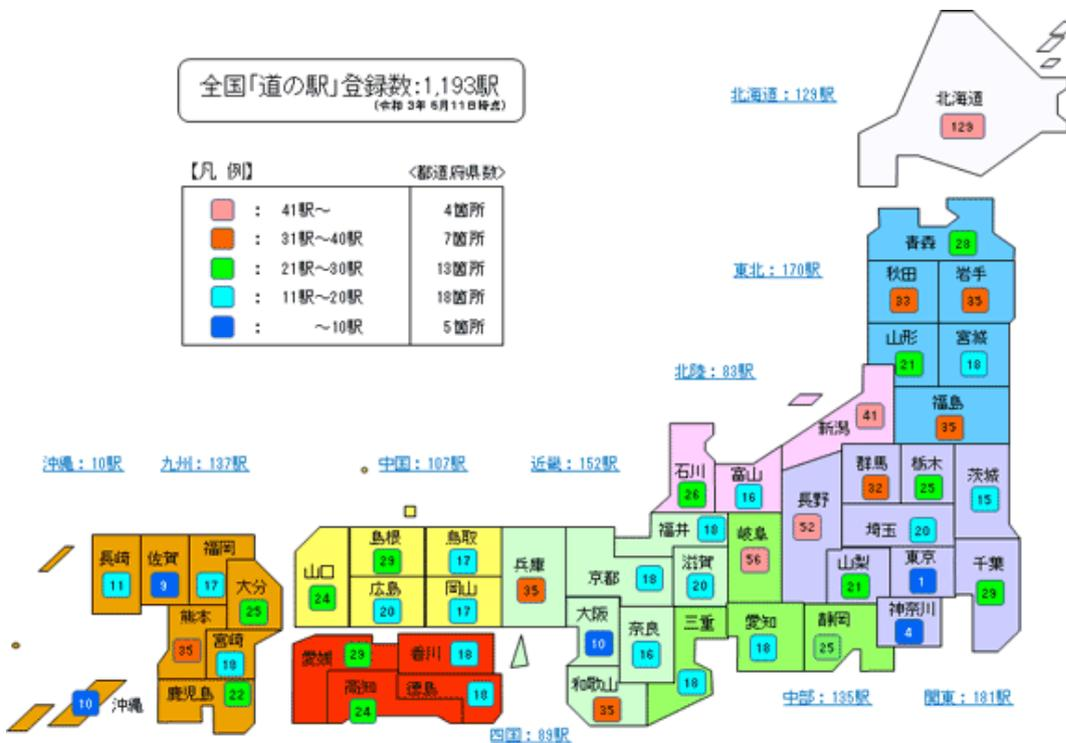 全国「道の駅」登録数:1,193駅
(令和 3年 6月11日時点)
【凡 例】 <都道府県数>
: 41駅～ 4箇所
: 31駅～40駅 7箇所
: 21駅～30駅 13箇所
: 11駅～20駅 18箇所
: ～10駅 5箇所
北海道：129駅
北海道
129
東北：170駅
青森 28
秋田 岩手
33 35
山形 宮城
21 18
福島
35
北陸：83駅
新潟 41
石川 富山
26 16
福井 18
沖縄：10駅 九州：137駅 中国：107駅 近畿：152駅
群馬 栃木 茨城
32 25 15
長野
52
埼玉 20
山梨 東京 千葉
21 1 29
神奈川
4
岐阜
56
愛知 静岡
18 25
三重
18
滋賀
20
京都 18
兵庫
35
大阪 奈良
10 16
和歌山
35
島根 鳥取
29 17
山口
24
広島 岡山
20 17
愛媛 29 香川 18
高知 徳島 18
24
長崎 佐賀 福岡
11 9 17
大分
25
熊本
35
宮崎
18
鹿児島 22
10 沖縄
中部：135駅 関東：181駅
四国：89駅